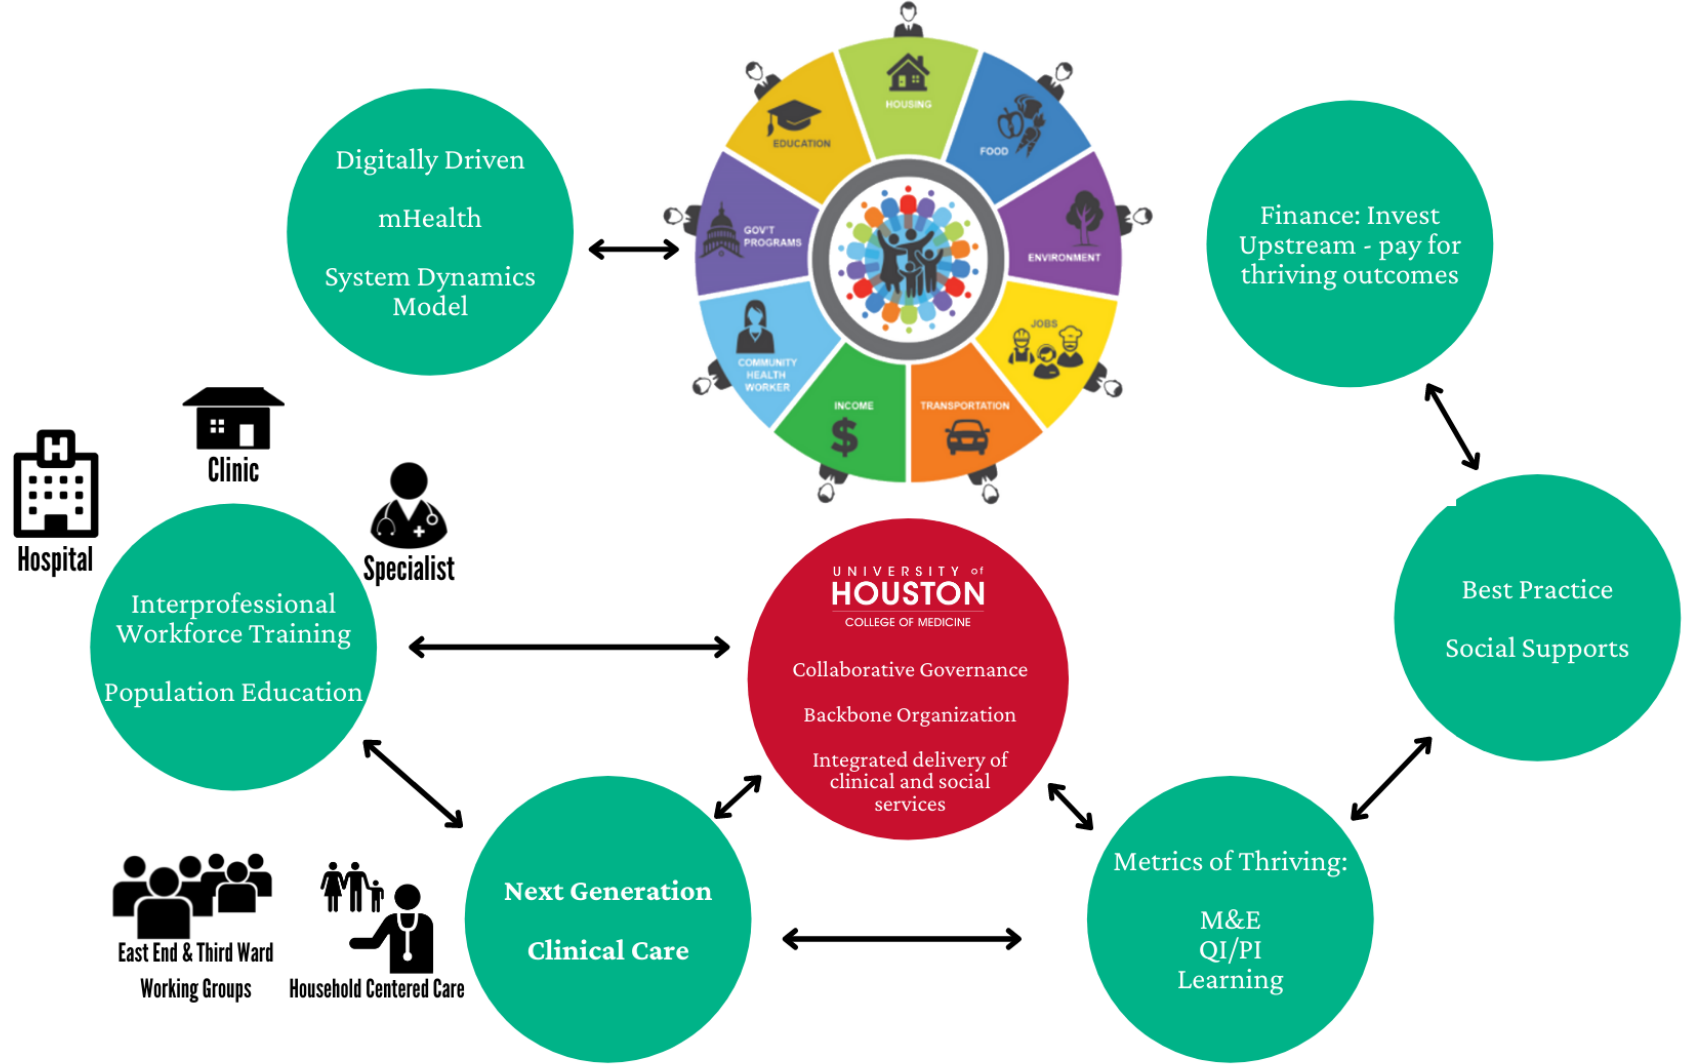 HOUSING
EDUCATION
FOOD
GOV'T
PROGRAMS
ENVIRONMENT
COMMUNITY
HEALTH
WORKER
JOBS
INCOME
$
TRANSPORTATION
Digitally Driven
mHealth
System Dynamics
Model
Finance: Invest
Upstream - pay for
thriving outcomes
Clinic
H
Hospital
Specialist
Interprofessional
Workforce Training
Population Education
UNIVERSITY of
HOUSTON
COLLEGE OF MEDICINE
Collaborative Governance
Backbone Organization
Integrated delivery of
clinical and social
services
Best Practice
Social Supports
East End & Third Ward
Working Groups
Household Centered Care
Next Generation
Clinical Care
Metrics of Thriving:
M&E
QI/PI
Learning